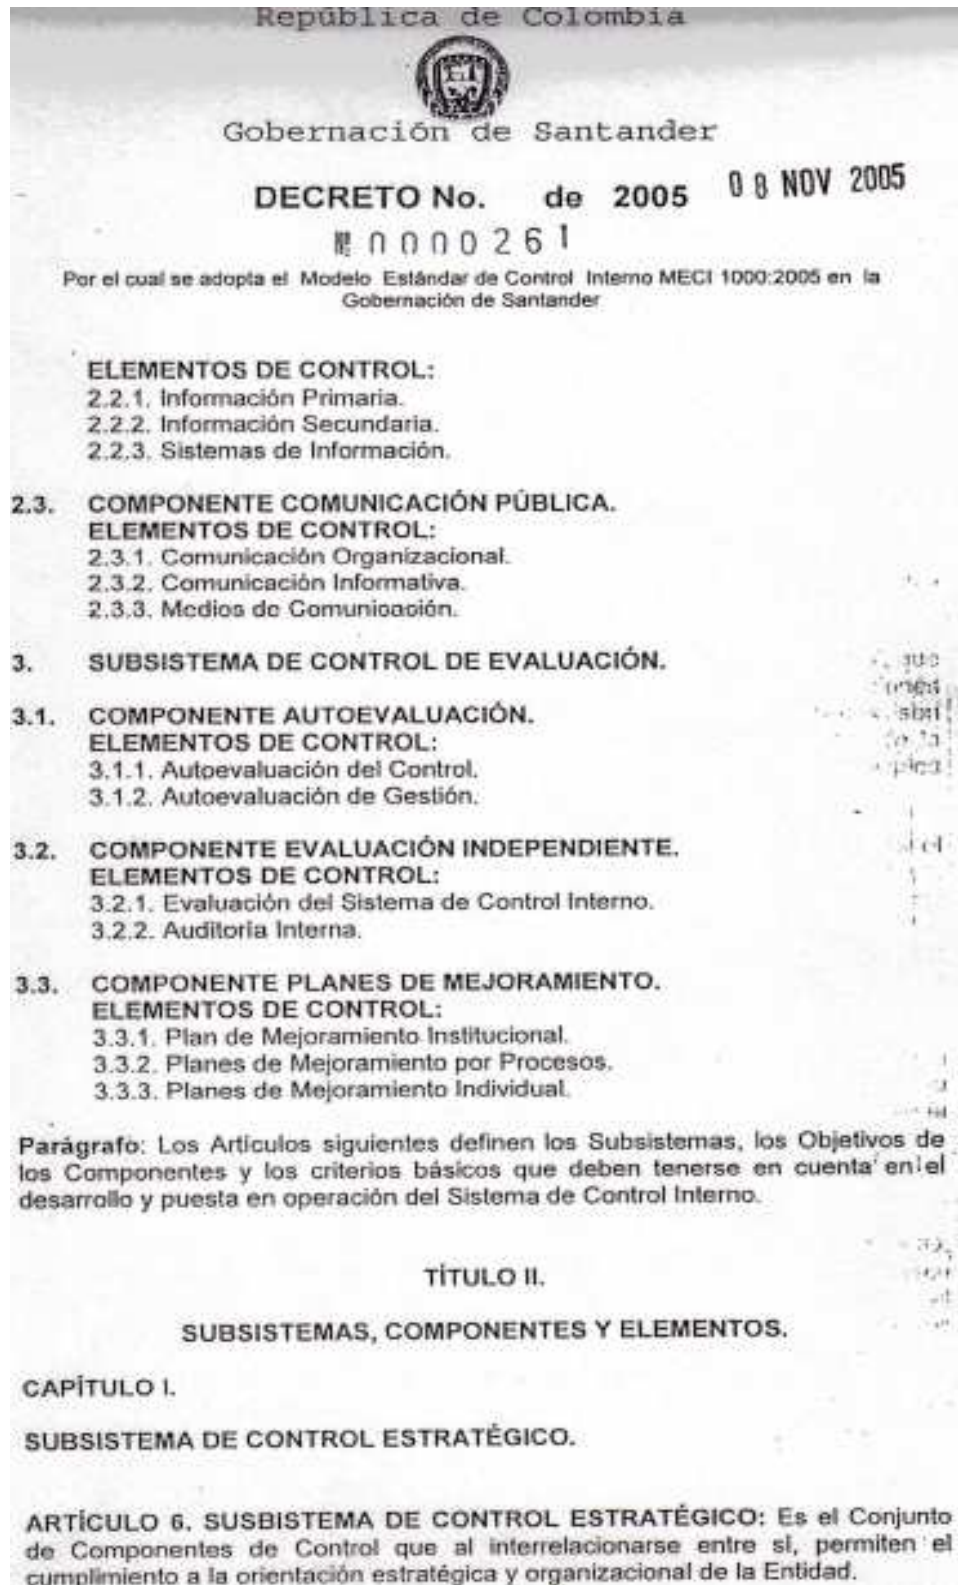 República de Colombia
Gobernación de Santander
DECRETO No. de 2005 08 NOV 2005
№ 0000261
Por el cual se adopta el Modelo Estándar de Control Interno MECI 1000:2005 en la
Gobernación de Santander
ELEMENTOS DE CONTROL:
2.2.1. Información Primaria.
2.2.2. Información Secundaria.
2.2.3. Sistemas de Información.
2.3. COMPONENTE COMUNICACIÓN PÚBLICA.
ELEMENTOS DE CONTROL:
2.3.1. Comunicación Organizacional.
2.3.2. Comunicación Informativa.
2.3.3. Medios de Comunicación.
3. SUBSISTEMA DE CONTROL DE EVALUACIÓN.
3.1. COMPONENTE AUTOEVALUACIÓN.
ELEMENTOS DE CONTROL:
3.1.1. Autoevaluación del Control.
3.1.2. Autoevaluación de Gestión.
3.2. COMPONENTE EVALUACIÓN INDEPENDIENTE.
ELEMENTOS DE CONTROL:
3.2.1. Evaluación del Sistema de Control Interno.
3.2.2. Auditoría Interna.
3.3. COMPONENTE PLANES DE MEJORAMIENTO.
ELEMENTOS DE CONTROL:
3.3.1. Plan de Mejoramiento Institucional.
3.3.2. Planes de Mejoramiento por Procesos.
3.3.3. Planes de Mejoramiento Individual.
Parágrafo: Los Artículos siguientes definen los Subsistemas, los Objetivos de
los Componentes y los criterios básicos que deben tenerse en cuenta en el
desarrollo y puesta en operación del Sistema de Control Interno.
TÍTULO II.
SUBSISTEMAS, COMPONENTES Y ELEMENTOS.
CAPÍTULO I.
SUBSISTEMA DE CONTROL ESTRATÉGICO.
ARTÍCULO 6. SUSBISTEMA DE CONTROL ESTRATÉGICO: Es el Conjunto
de Componentes de Control que al interrelacionarse entre si, permiten el
cumplimiento a la orientación estratégica y organizacional de la Entidad.